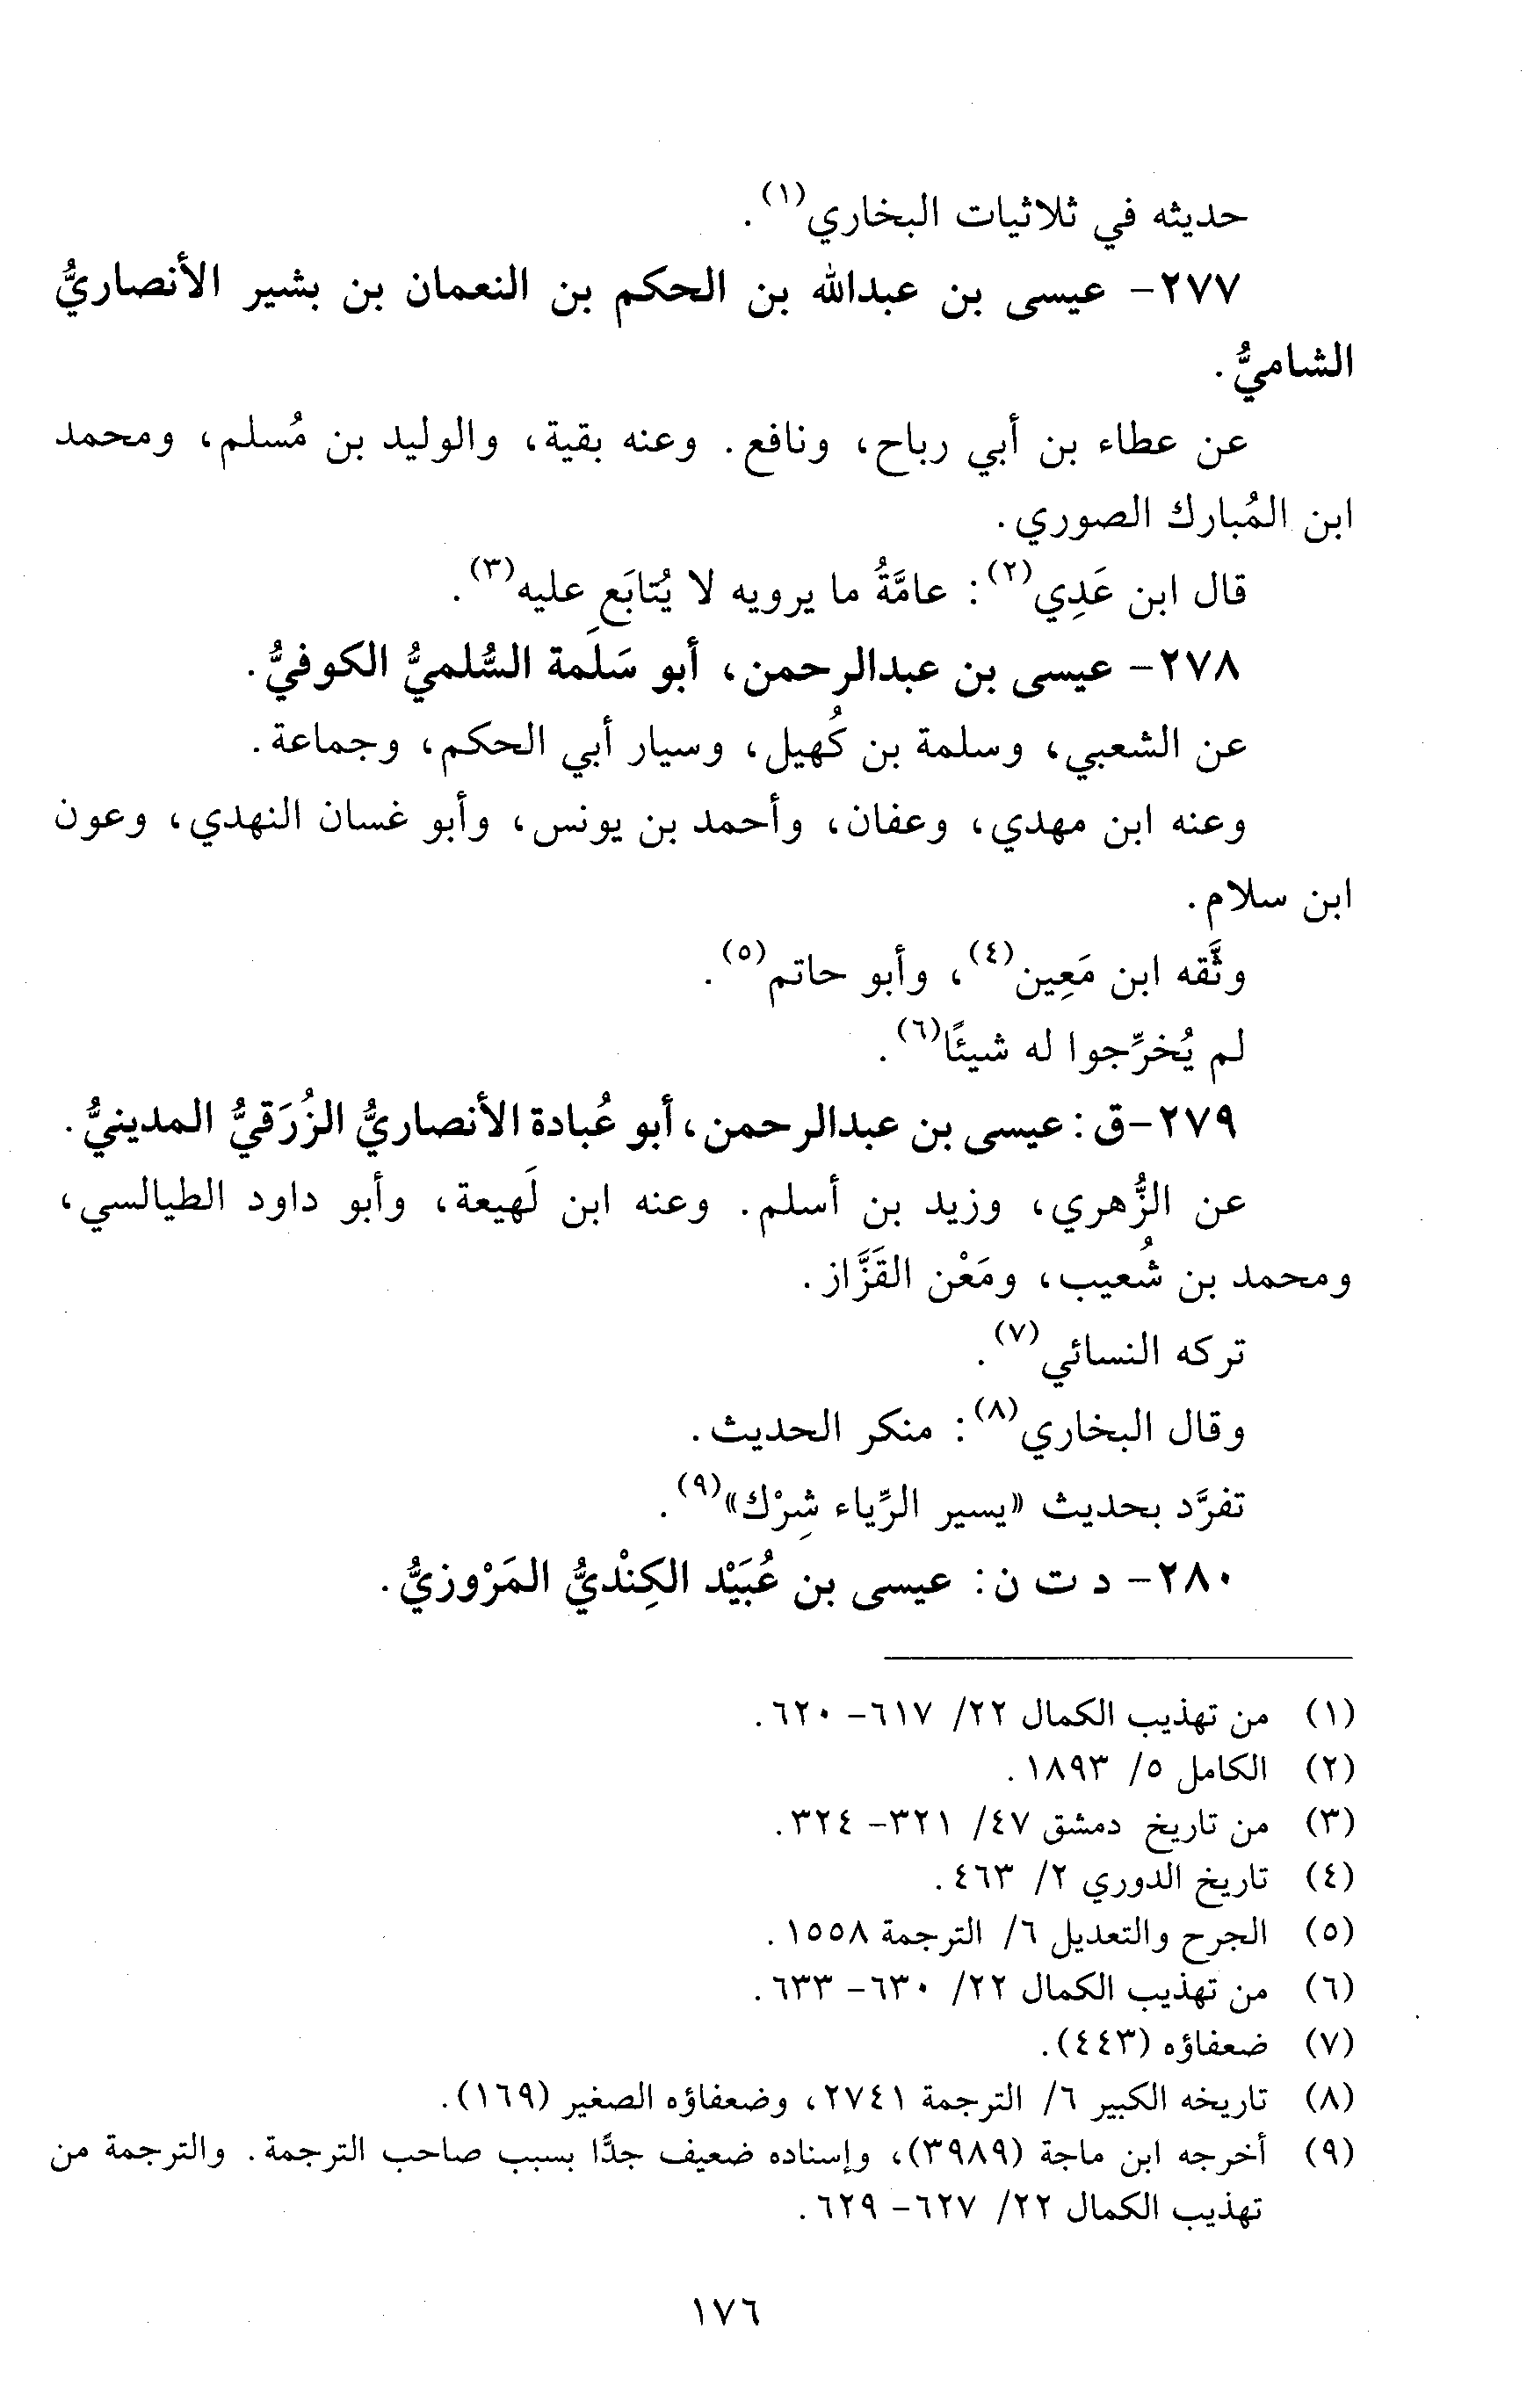 حديثه في ثلاثيات البخاري(١).
٢٧٧- عيسى بن عبدالله بن الحكم بن النعمان بن بشير الأنصاريُّ
الشاميُّ.
عن عطاء بن أبي رباح، ونافع. وعنه بقية، والوليد بن مُسلم، ومحمد
ابن المُبارك الصوري.
قال ابن عَدِي(٢): عامَّةُ ما يرويه لا يُتابَعِ عليه(٣).
٢٧٨- عيسى بن عبدالرحمن، أبو سَلَمة السُّلميُّ الكوفيُّ.
عن الشعبي، وسلمة بن كُهيل، وسيار أبي الحكم، وجماعة.
وعنه ابن مهدي، وعفان، وأحمد بن يونس، وأبو غسان النهدي، وعون
ابن سلام.
وثَّقه ابن مَعِين(٤)، وأبو حاتم(٥).
لم يُخرِّجوا له شيئًا(٦).
٢٧٩-ق: عيسى بن عبدالرحمن، أبو عُبادة الأنصاريُّ الزُرَقيُّ المدينيُّ.
عن الزُّهري، وزيد بن أسلم. وعنه ابن لَهيعة، وأبو داود الطيالسي،
ومحمد بن شُعيب، ومَعْن القَزَّاز.
تركه النسائي(٧).
وقال البخاري(٨): منكر الحديث.
تفرَّد بحديث «يسير الرِّياء شِرْك»(٩).
٢٨٠- د ت ن: عيسى بن عُبَيْد الكِنْديُّ المَرْوزيُّ.
(١) من تهذيب الكمال ٢٢/ ٦١٧- ٦٢٠.
(٢) الكامل ٥/ ١٨٩٣.
(٣) من تاريخ دمشق ٤٧/ ٣٢١- ٣٢٤.
(٤) تاريخ الدوري ٢/ ٤٦٣.
(٥) الجرح والتعديل ٦/ الترجمة ١٥٥٨.
(٦) من تهذيب الكمال ٢٢/ ٦٣٠- ٦٣٣.
(٧) ضعفاؤه (٤٤٣).
(٨) تاريخه الكبير ٦/ الترجمة ٢٧٤١، وضعفاؤه الصغير (١٦٩).
(٩) أخرجه ابن ماجة (٣٩٨٩)، وإسناده ضعيف جدًّا بسبب صاحب الترجمة. والترجمة من
تهذيب الكمال ٢٢/ ٦٢٧- ٦٢٩.
١٧٦